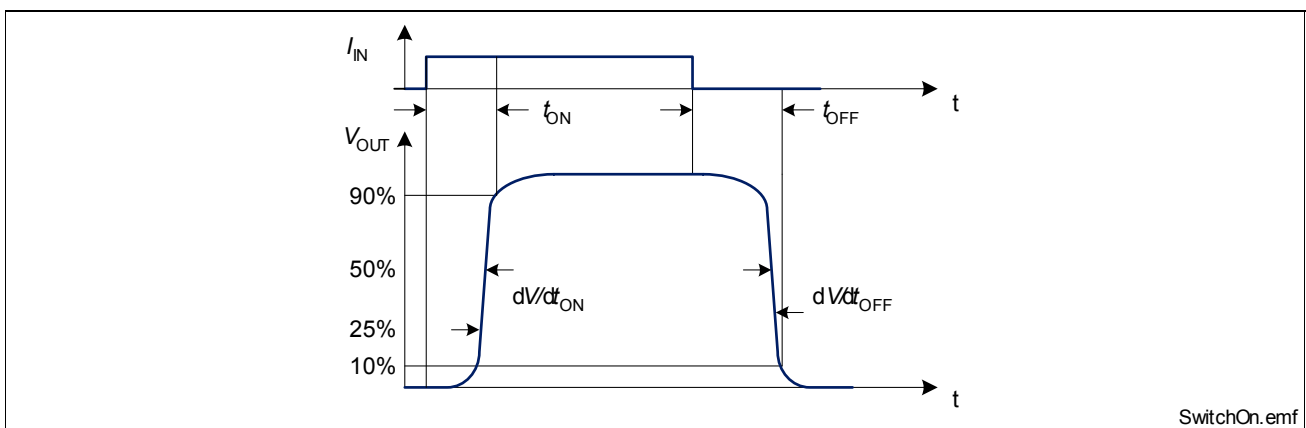 I_IN
t
t_ON
t_OFF
V_OUT
90%
50%
dV/dt_ON
dV/dt_OFF
25%
10%
t
SwitchOn.emf